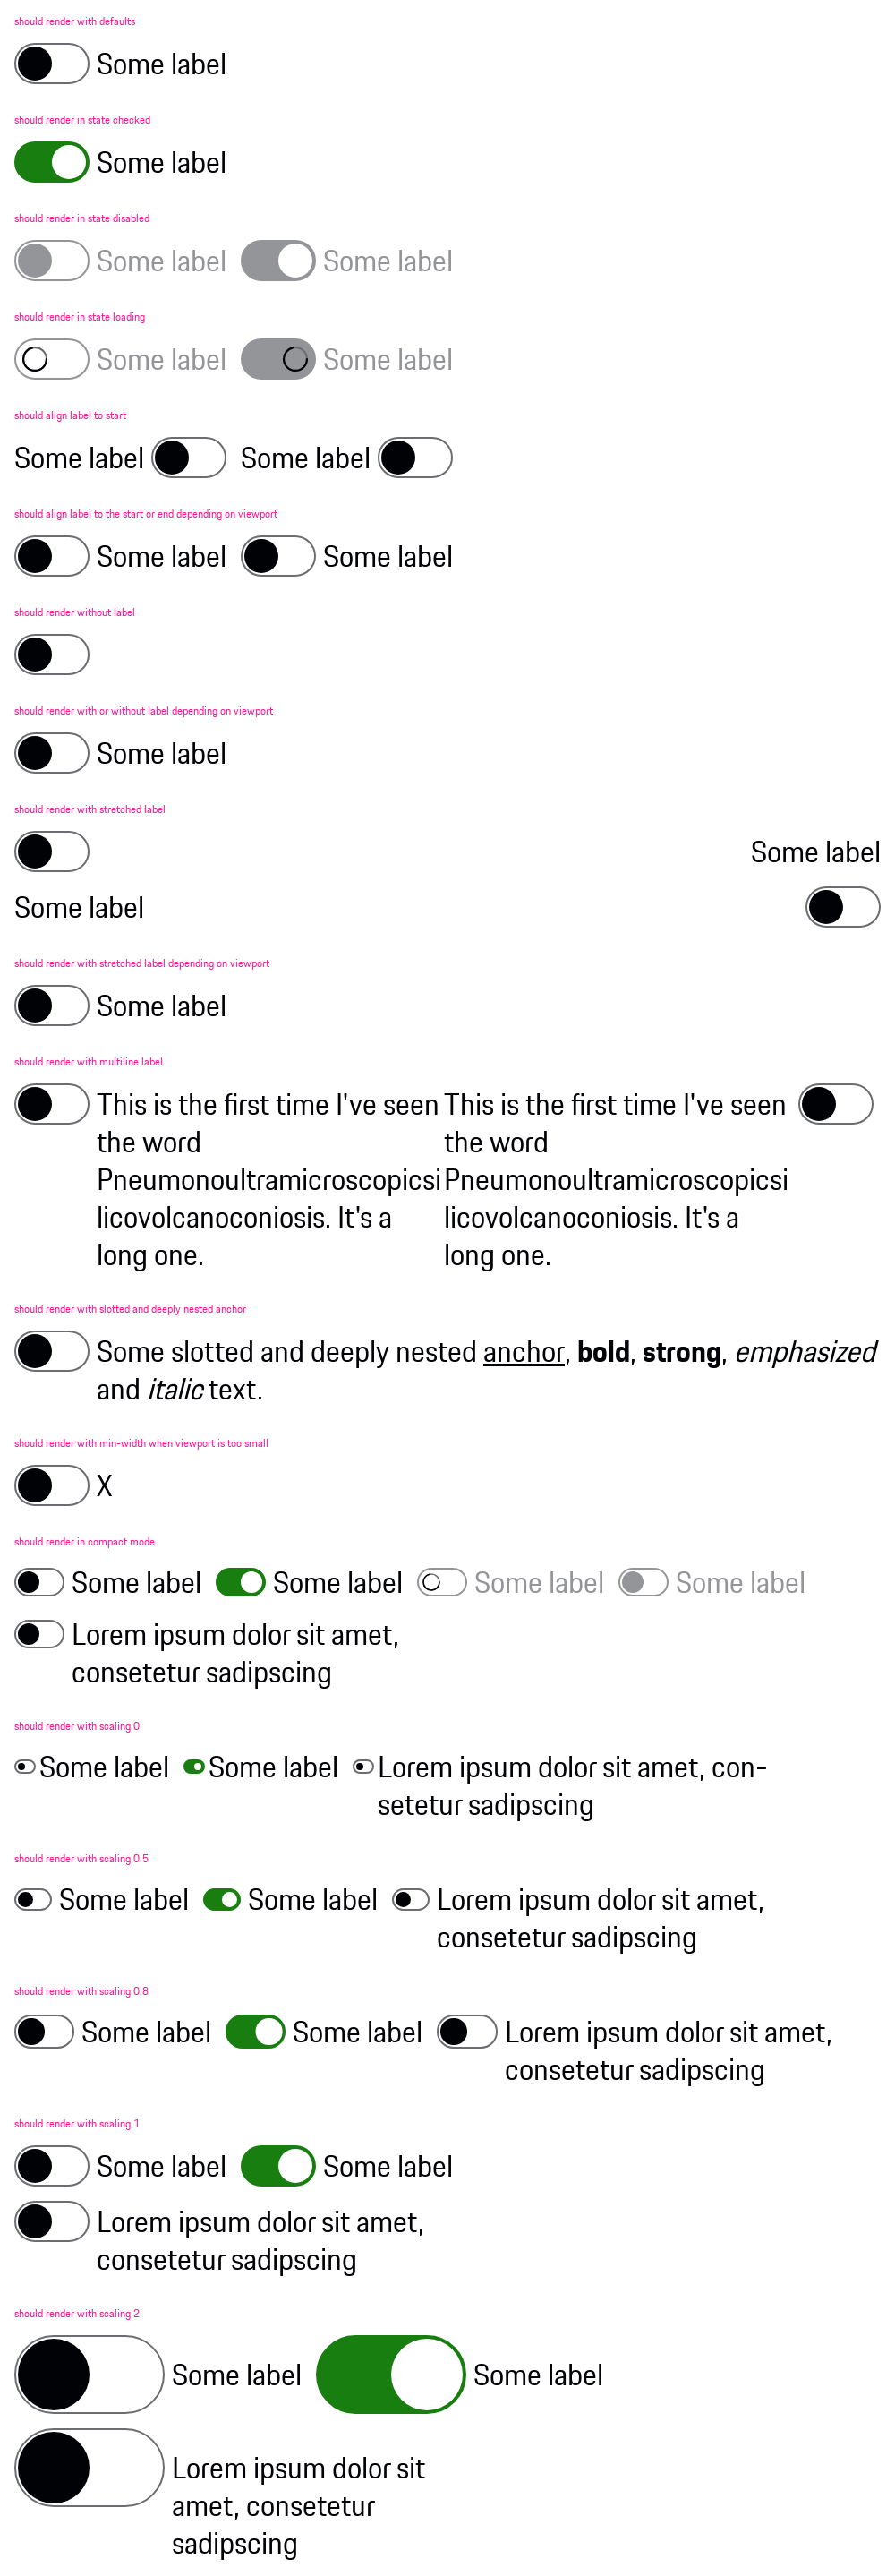 should render with defaults
Some label
should render in state checked
Some label
should render in state disabled
Some label Some label
should render in state loading
Some label Some label
should align label to start
Some label Some label
should align label to the start or end depending on viewport
Some label Some label
should render without label
should render with or without label depending on viewport
Some label
should render with stretched label
Some label
Some label
should render with stretched label depending on viewport
Some label
should render with multiline label
This is the first time I've seen
the word
Pneumonoultramicroscopicsi
licovolcanoconiosis. It's a
long one.
This is the first time I've seen
the word
Pneumonoultramicroscopicsi
licovolcanoconiosis. It's a
long one.
should render with slotted and deeply nested anchor
Some slotted and deeply nested anchor, bold, strong, emphasized
and italic text.
should render with min-width when viewport is too small
X
should render in compact mode
Some label Some label Some label Some label
Lorem ipsum dolor sit amet,
consetetur sadipscing
should render with scaling 0
Some label Some label Lorem ipsum dolor sit amet, con-
setetur sadipscing
should render with scaling 0.5
Some label Some label Lorem ipsum dolor sit amet,
consetetur sadipscing
should render with scaling 0.8
Some label Some label Lorem ipsum dolor sit amet,
consetetur sadipscing
should render with scaling 1
Some label Some label
Lorem ipsum dolor sit amet,
consetetur sadipscing
should render with scaling 2
Some label Some label
Lorem ipsum dolor sit
amet, consetetur
sadipscing